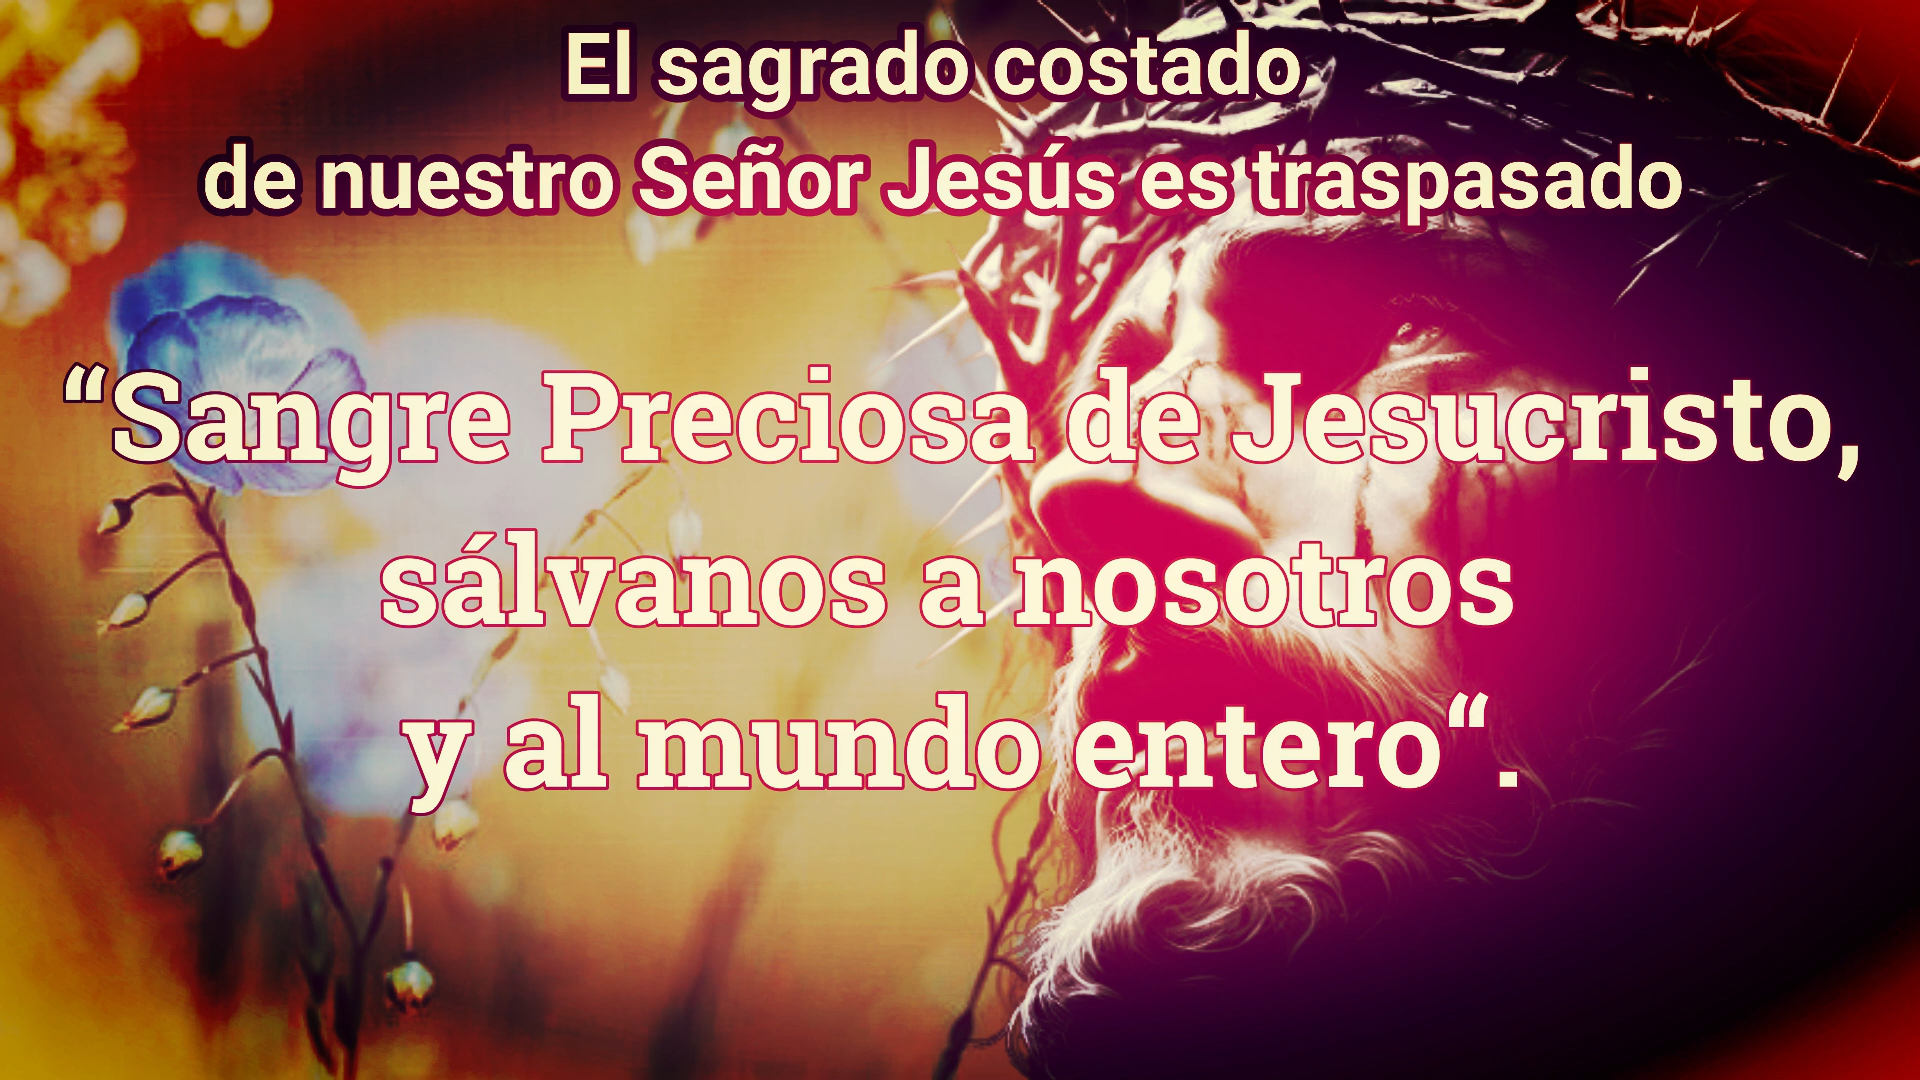 El sagrado costado
de nuestro Señor Jesús es traspasado
“Sangre Preciosa de Jesucristo,
sálvanos a nosotros
y al mundo entero“.